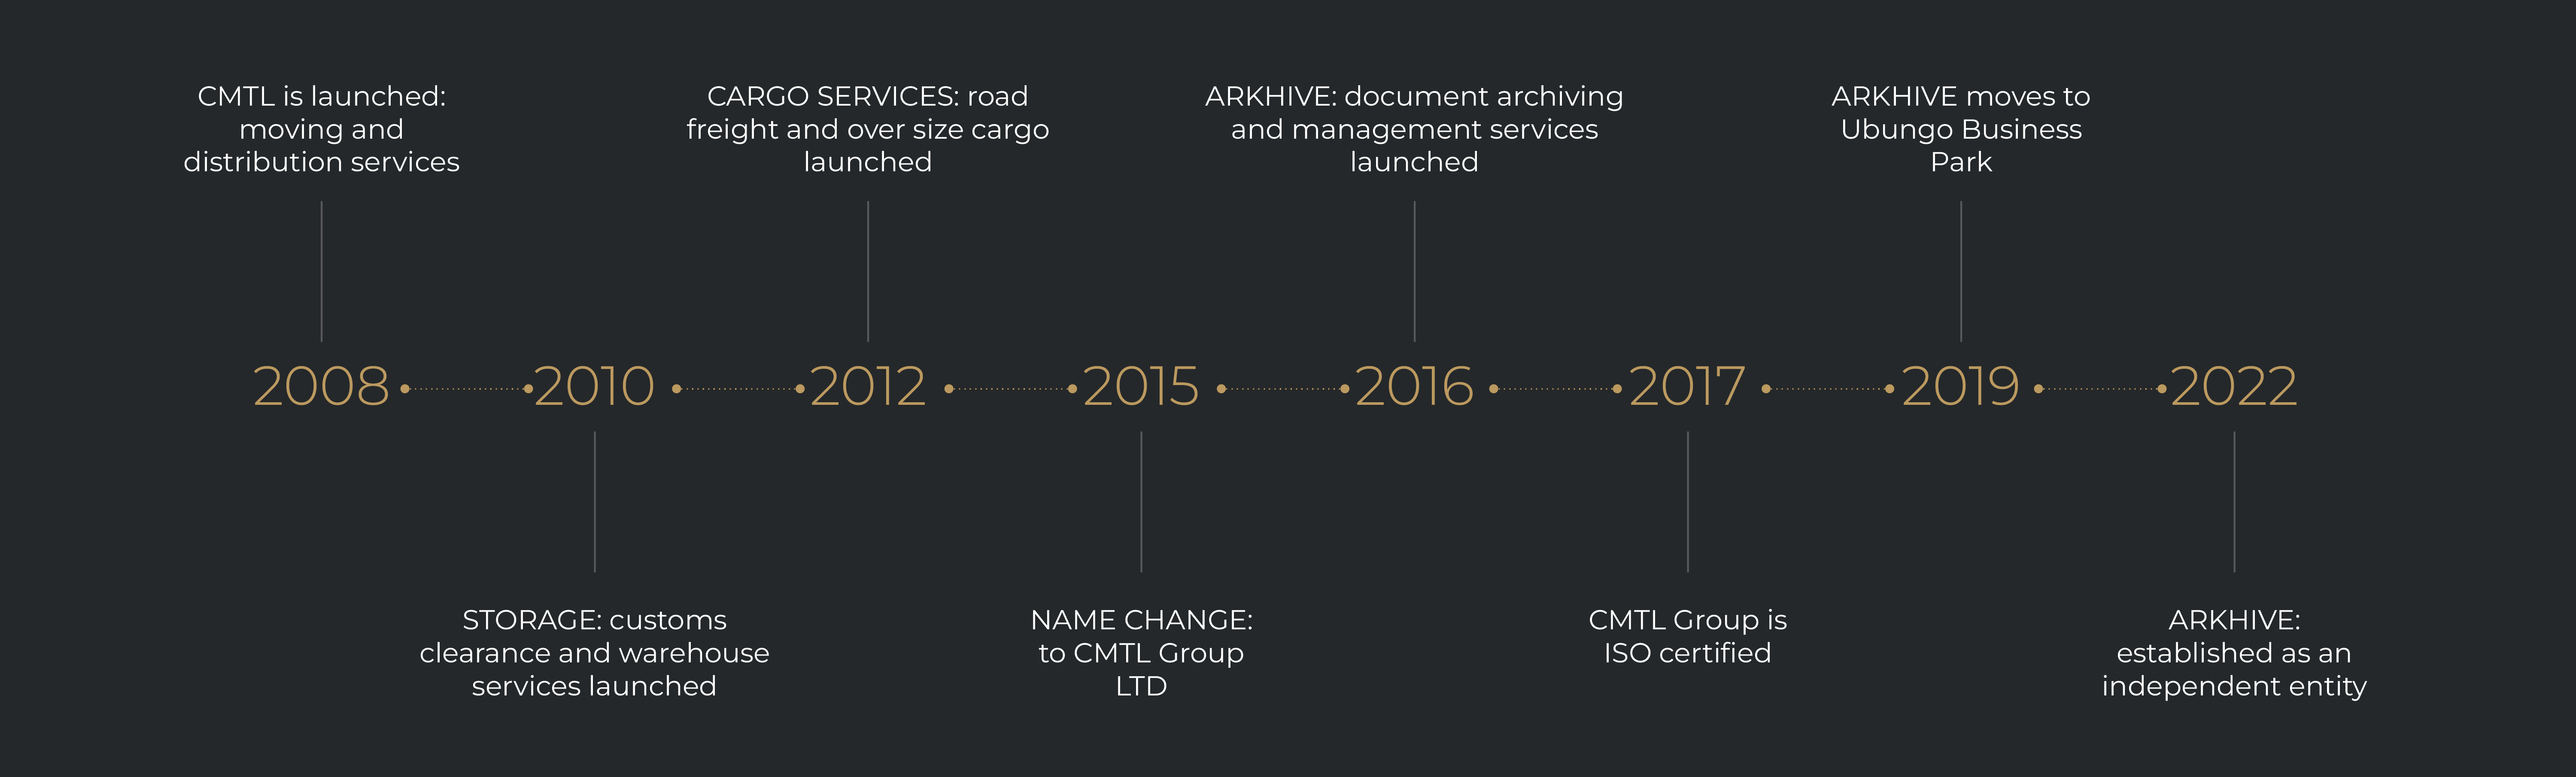 CMTL is launched:
moving and
distribution services
CARGO SERVICES: road
freight and over size cargo
launched
ARKHIVE: document archiving
and management services
launched
ARKHIVE moves to
Ubungo Business
Park
2008 2010 2012 2015 2016 2017 2019 2022
STORAGE: customs
clearance and warehouse
services launched
NAME CHANGE:
to CMTL Group
LTD
CMTL Group is
ISO certified
ARKHIVE:
established as an
independent entity